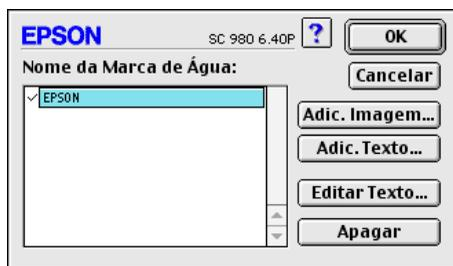 EPSON SC 980 6.40P ? OK
Nome da Marca de Água:
Cancelar
✓ EPSON
Adic. Imagem...
Adic. Texto...
Editar Texto...
Apagar